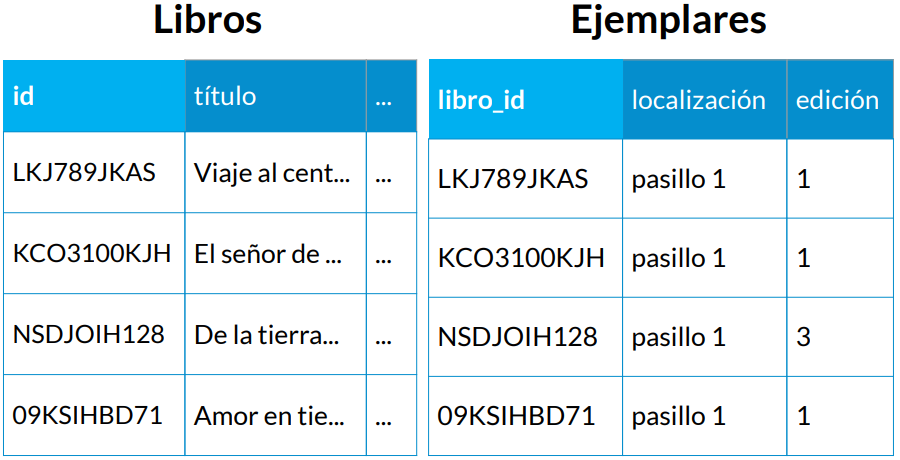 Libros
id título ...
LKJ789JKAS Viaje al cent... ...
KCO3100KJH El señor de ... ...
NSDJOIH128 De la tierra... ...
09KSIHBD71 Amor en tie... ...
Ejemplares
libro_id localización edición
LKJ789JKAS pasillo 1 1
KCO3100KJH pasillo 1 1
NSDJOIH128 pasillo 1 3
09KSIHBD71 pasillo 1 1